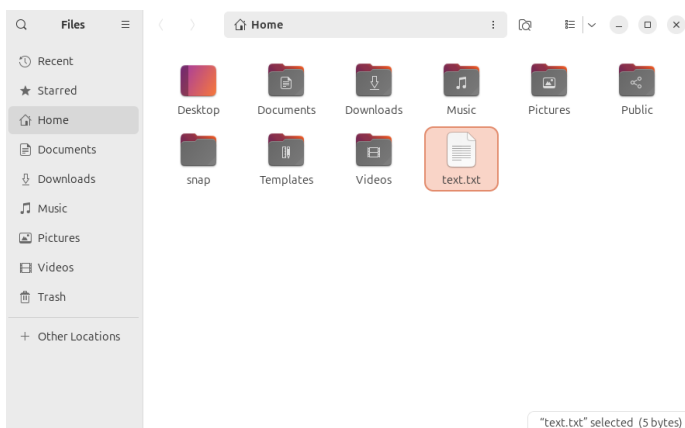 Files
Home
Recent
Starred
Home
Documents
Downloads
Music
Pictures
Videos
Trash
Other Locations
Desktop Documents Downloads Music Pictures Public
snap Templates Videos text.txt
“text.txt” selected (5 bytes)